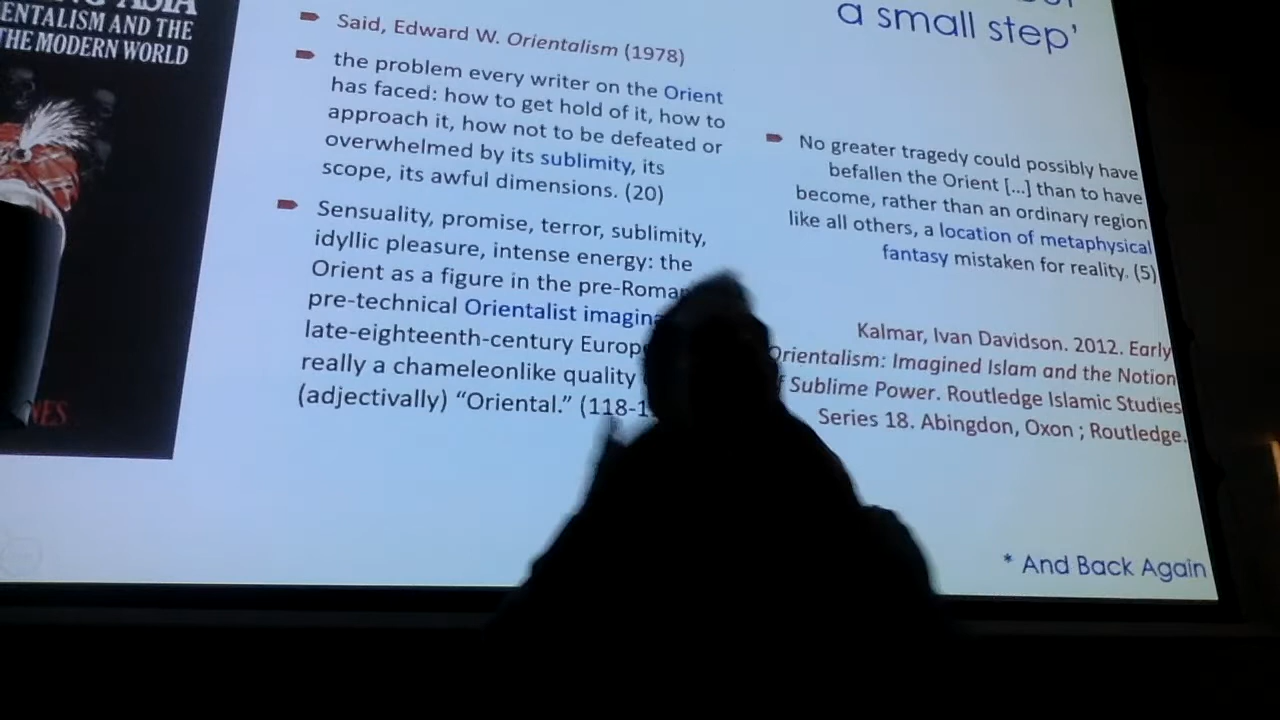 ENTALISM AND THE
THE MODERN WORLD
Said, Edward W. Orientalism (1978)
the problem every writer on the Orient
has faced: how to get hold of it, how to
approach it, how not to be defeated or
overwhelmed by its sublimity, its
scope, its awful dimensions. (20)
Sensuality, promise, terror, sublimity,
idyllic pleasure, intense energy: the
Orient as a figure in the pre-Roma
pre-technical Orientalist imagina
late-eighteenth-century Europ
really a chameleonlike quality
(adjectivally) “Oriental.” (118-1
a small step’
No greater tragedy could possibly have
befallen the Orient [...] than to have
become, rather than an ordinary region
like all others, a location of metaphysical
fantasy mistaken for reality. (5)
Kalmar, Ivan Davidson. 2012. Early
Orientalism: Imagined Islam and the Notion
Sublime Power. Routledge Islamic Studies
Series 18. Abingdon, Oxon ; Routledge.
* And Back Again